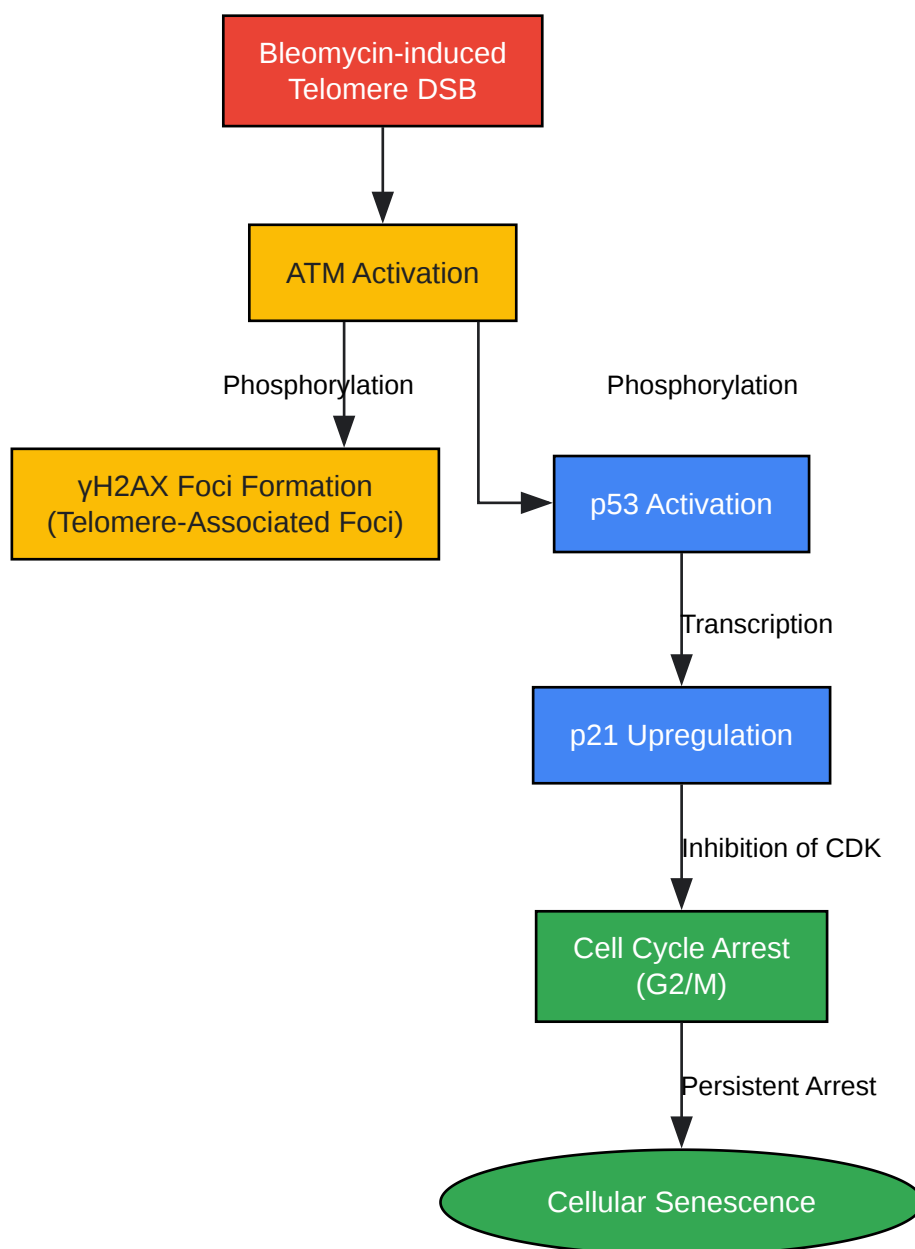 Bleomycin-induced
Telomere DSB
ATM Activation
Phosphorylation
Phosphorylation
γH2AX Foci Formation
(Telomere-Associated Foci)
p53 Activation
Transcription
p21 Upregulation
Inhibition of CDK
Cell Cycle Arrest
(G2/M)
Persistent Arrest
Cellular Senescence